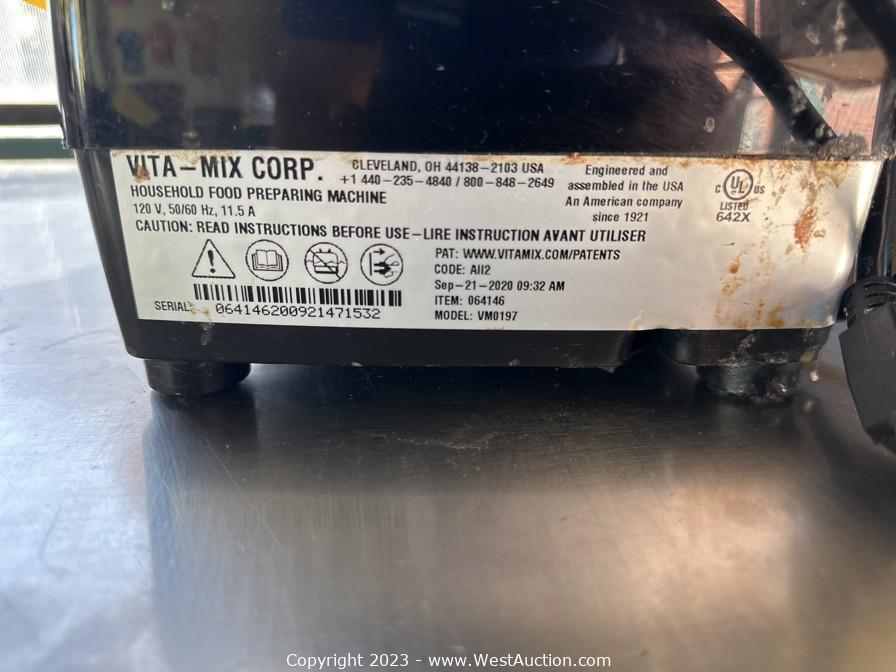 VITA-MIX CORP.
CLEVELAND, OH 44138-2103 USA
+1 440-235-4840 / 800-848-2649
HOUSEHOLD FOOD PREPARING MACHINE
120 V, 50/60 Hz, 11.5 A
Engineered and
assembled in the USA
An American company
since 1921
C UL US
LISTED
642X
CAUTION: READ INSTRUCTIONS BEFORE USE-LIRE INSTRUCTION AVANT UTILISER
PAT: WWW.VITAMIX.COM/PATENTS
CODE: AII2
Sep-21-2020 09:32 AM
ITEM: 064146
MODEL: VM0197
SERIAL: 064146200921471532
Copyright 2023 - www.WestAuction.com